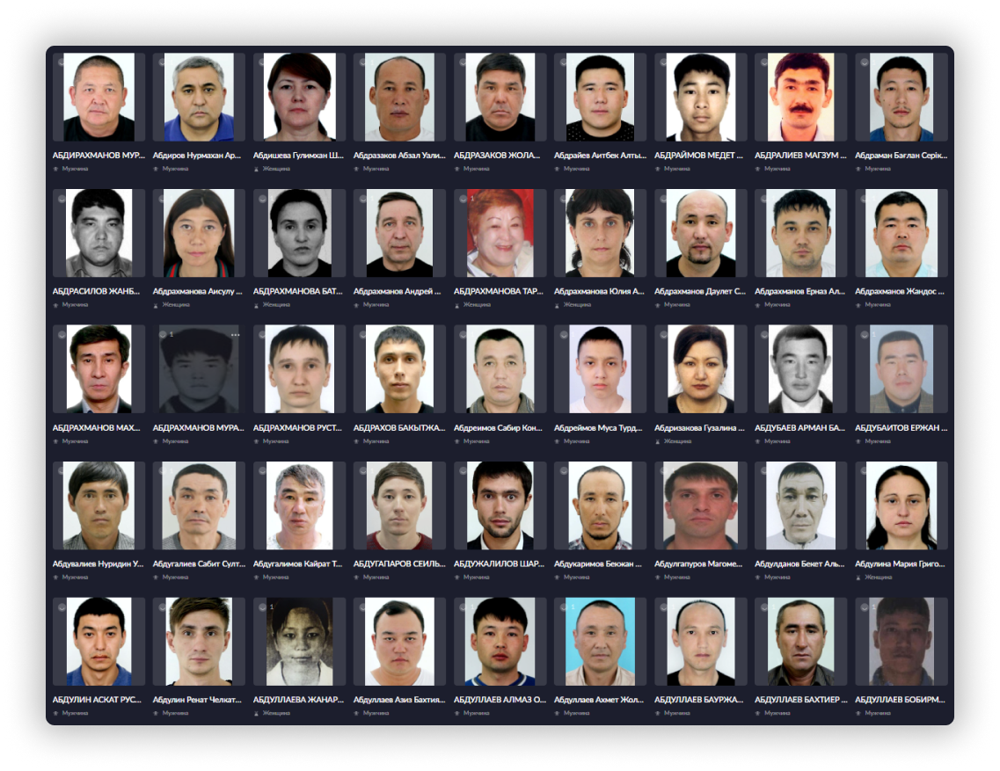 АБДИРАХМАНОВ МУР... Абдиров Нурмахан Ар... Абдишева Гулимхан Ш... Абдразаков Абзал Уали... АБДРАЗАКОВ ЖОЛА... Абдрайев Аитбек Алты... АБДРАЙМОВ МЕДЕТ ... АБДРАЛИЕВ МАГЗУМ ... Абдраман Бағлан Серік...
Мужчина Мужчина Женщина Мужчина Мужчина Мужчина Мужчина Мужчина Мужчина
1
АБДРАСИЛОВ ЖАНБ... Абдрахманова Аисулу ... АБДРАХМАНОВА БАТ... Абдрахманов Андрей ... АБДРАХМАНОВА ТАР... Абдрахманова Юлия А... Абдрахманов Даулет С... Абдрахманов Ерназ Ал... Абдрахманов Жандос ...
Мужчина Женщина Женщина Мужчина Женщина Женщина Мужчина Мужчина Мужчина
1
АБДРАХМАНОВ МАХ... АБДРАХМАНОВ МУРА... АБДРАХМАНОВ РУСТ... АБДРАХОВ БАКЫТЖА... Абдреимов Сабир Кон... Абдреймов Муса Турд... Абдризакова Гузалина ... АБДУБАЕВ АРМАН БА... АБДУБАИТОВ ЕРЖАН ...
Мужчина Мужчина Мужчина Мужчина Мужчина Мужчина Женщина Мужчина Мужчина
Абдувалиев Нуридин У... Абдугалиев Сабит Султ... Абдугалимов Кайрат Т... АБДУГАПАРОВ СЕИЛЬ... АБДУЖАЛИЛОВ ШАР... Абдукаримов Бекжан ... Абдулгапуров Магоме... Абдулданов Бекет Аль... Абдулина Мария Григо...
Мужчина Мужчина Мужчина Мужчина Мужчина Мужчина Мужчина Мужчина Женщина
1
АБДУЛИН АСКАТ РУС... Абдулин Ренат Челкат... АБДУЛЛАЕВА ЖАНАР... Абдуллаев Азиз Бахтия... АБДУЛЛАЕВ АЛМАЗ О... Абдуллаев Ахмет Жол... АБДУЛЛАЕВ БАУРЖА... АБДУЛЛАЕВ БАХТИЕР ... АБДУЛЛАЕВ БОБИРМ...
Мужчина Мужчина Женщина Мужчина Мужчина Мужчина Мужчина Мужчина Мужчина